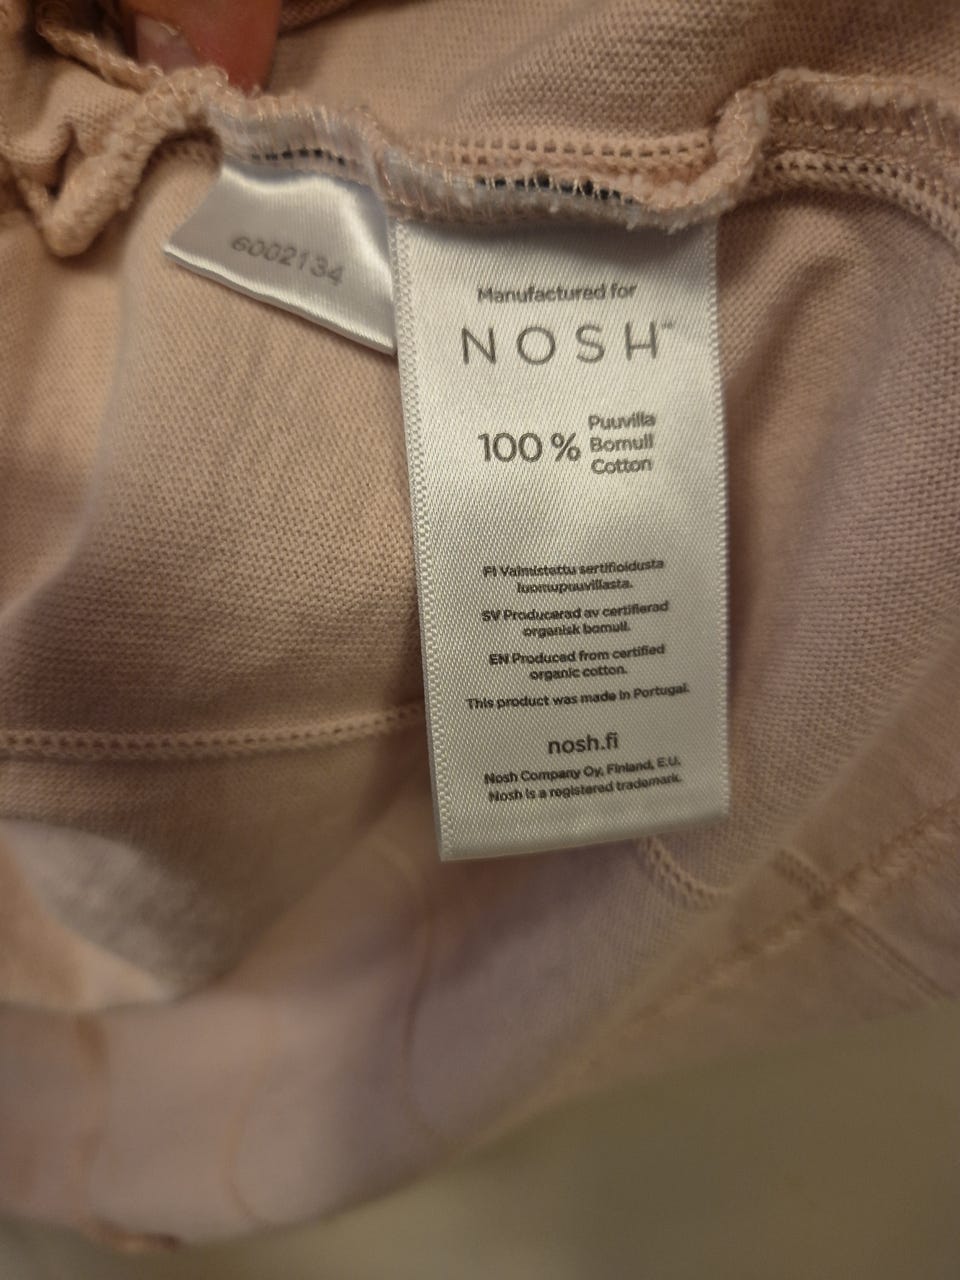 6002134
Manufactured for
NOSH™
100 % Puuvilla
Bomull
Cotton
FI Valmistettu sertifioidusta
luomupuuvillasta.
SV Producerad av certifierad
organisk bomull.
EN Produced from certified
organic cotton.
This product was made in Portugal.
nosh.fi
Nosh Company Oy, Finland, E.U.
Nosh is a registered trademark.